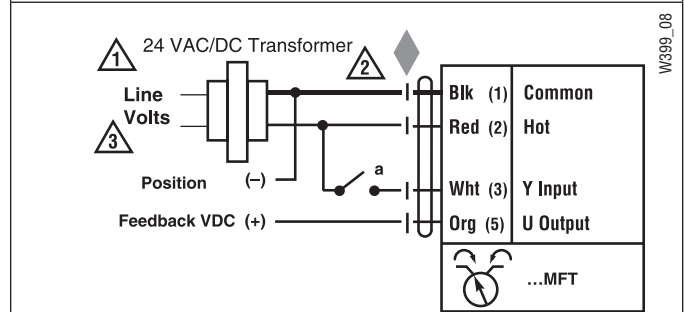 W399_08
1 24 VAC/DC Transformer 2
Line Volts
3
Blk (1) Common
Red (2) Hot
a
Position (–)
Wht (3) Y Input
Feedback VDC (+)
Org (5) U Output
...MFT